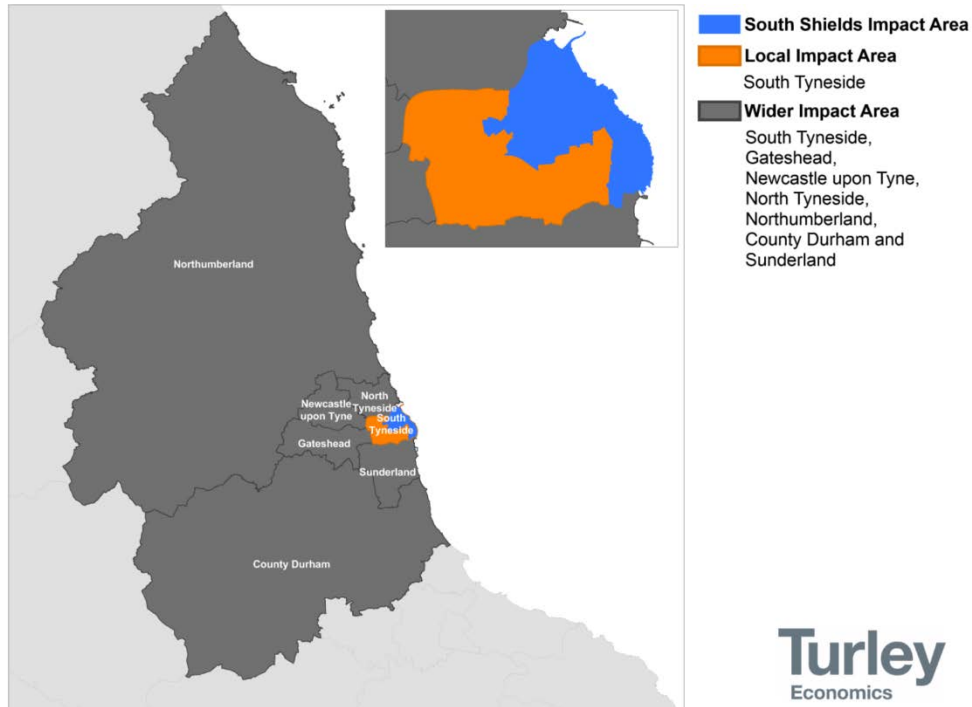 South Shields Impact Area
Local Impact Area
South Tyneside
Wider Impact Area
South Tyneside,
Gateshead,
Newcastle upon Tyne,
North Tyneside,
Northumberland,
County Durham and
Sunderland
Northumberland
North
Tyneside
Newcastle
upon Tyne
South
Tyneside
Gateshead
Sunderland
County Durham
Turley
Economics